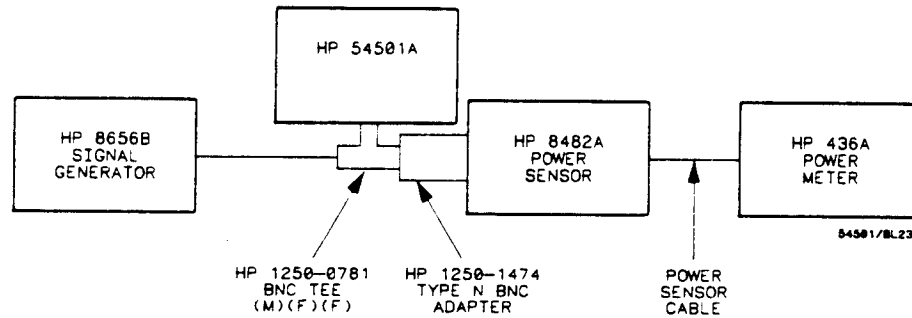 HP 54501A
HP 8656B
SIGNAL
GENERATOR
HP 8482A
POWER
SENSOR
HP 436A
POWER
METER
54501/BL23
HP 1250-0781
BNC TEE
(M)(F)(F)
HP 1250-1474
TYPE N BNC
ADAPTER
POWER
SENSOR
CABLE